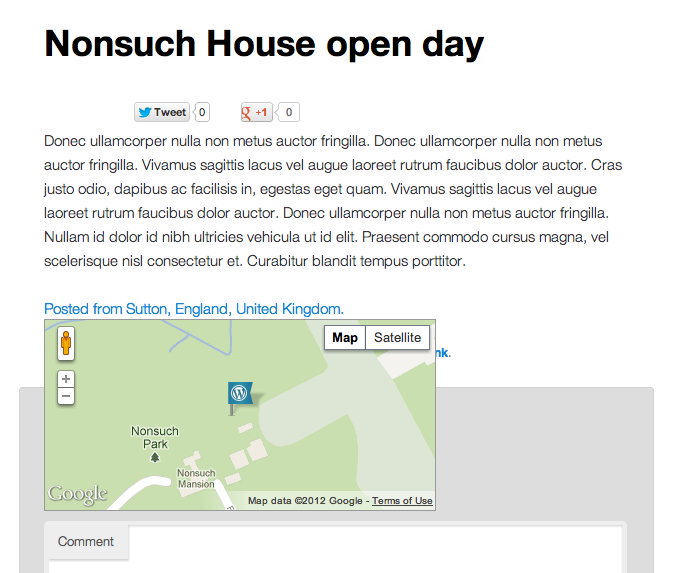 Nonsuch House open day
Tweet 0 +1 0
Donec ullamcorper nulla non metus auctor fringilla. Donec ullamcorper nulla non metus
auctor fringilla. Vivamus sagittis lacus vel augue laoreet rutrum faucibus dolor auctor. Cras
justo odio, dapibus ac facilisis in, egestas eget quam. Vivamus sagittis lacus vel augue
laoreet rutrum faucibus dolor auctor. Donec ullamcorper nulla non metus auctor fringilla.
Nullam id dolor id nibh ultricies vehicula ut id elit. Praesent commodo cursus magna, vel
scelerisque nisl consectetur et. Curabitur blandit tempus porttitor.
Posted from Sutton, England, United Kingdom.
Map Satellite
nk.
Nonsuch
Park
Nonsuch
Mansion
Google
Map data ©2012 Google - Terms of Use
Comment